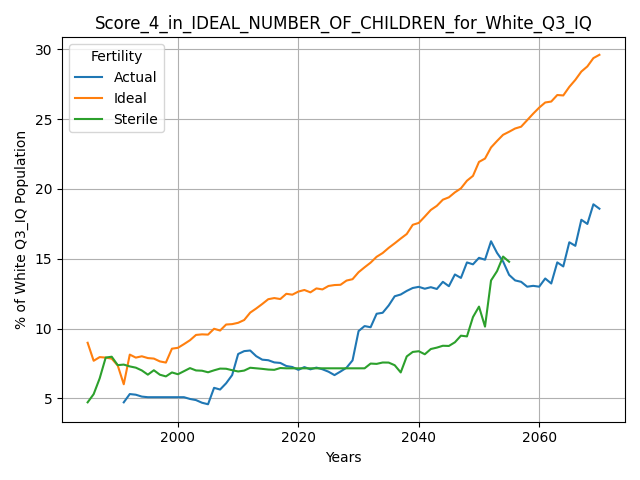 Score_4_in_IDEAL_NUMBER_OF_CHILDREN_for_White_Q3_IQ
Fertility
Actual
Ideal
Sterile
% of White Q3_IQ Population
30
25
20
15
10
5
2000
2020
2040
2060
Years